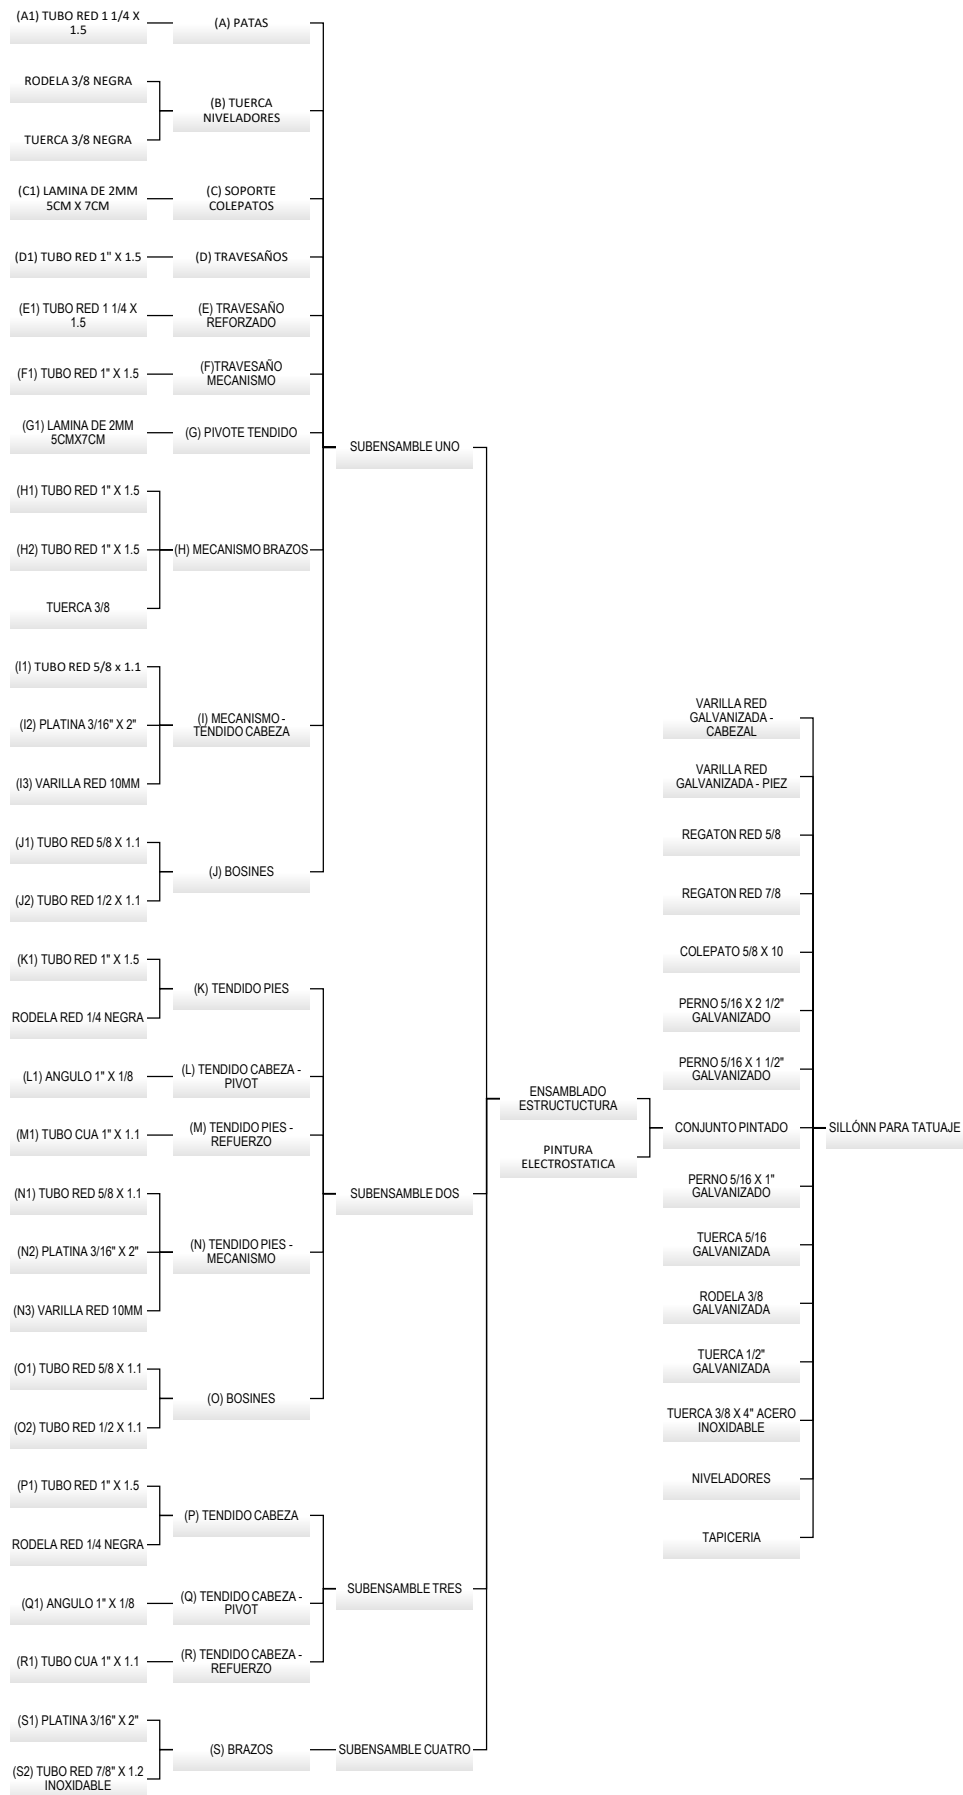 (A1) TUBO RED 1 1/4 X
1.5
(A) PATAS
RODELA 3/8 NEGRA
TUERCA 3/8 NEGRA
(B) TUERCA
NIVELADORES
(C1) LAMINA DE 2MM
5CM X 7CM
(C) SOPORTE
COLEPATOS
(D1) TUBO RED 1" X 1.5
(D) TRAVESAÑOS
(E1) TUBO RED 1 1/4 X
1.5
(E) TRAVESAÑO
REFORZADO
(F1) TUBO RED 1" X 1.5
(F)TRAVESAÑO
MECANISMO
(G1) LAMINA DE 2MM
5CMX7CM
(G) PIVOTE TENDIDO
(H1) TUBO RED 1" X 1.5
(H2) TUBO RED 1" X 1.5
TUERCA 3/8
(H) MECANISMO BRAZOS
(I1) TUBO RED 5/8 x 1.1
(I2) PLATINA 3/16" X 2"
(I3) VARILLA RED 10MM
(I) MECANISMO -
TENDIDO CABEZA
(J1) TUBO RED 5/8 X 1.1
(J2) TUBO RED 1/2 X 1.1
(J) BOSINES
SUBENSAMBLE UNO
(K1) TUBO RED 1" X 1.5
RODELA RED 1/4 NEGRA
(K) TENDIDO PIES
(L1) ANGULO 1" X 1/8
(L) TENDIDO CABEZA -
PIVOT
(M1) TUBO CUA 1" X 1.1
(M) TENDIDO PIES -
REFUERZO
(N1) TUBO RED 5/8 X 1.1
(N2) PLATINA 3/16" X 2"
(N3) VARILLA RED 10MM
(N) TENDIDO PIES -
MECANISMO
(O1) TUBO RED 5/8 X 1.1
(O2) TUBO RED 1/2 X 1.1
(O) BOSINES
SUBENSAMBLE DOS
(P1) TUBO RED 1" X 1.5
RODELA RED 1/4 NEGRA
(P) TENDIDO CABEZA
(Q1) ANGULO 1" X 1/8
(Q) TENDIDO CABEZA -
PIVOT
(R1) TUBO CUA 1" X 1.1
(R) TENDIDO CABEZA -
REFUERZO
SUBENSAMBLE TRES
(S1) PLATINA 3/16" X 2"
(S2) TUBO RED 7/8" X 1.2
INOXIDABLE
(S) BRAZOS
SUBENSAMBLE CUATRO
ENSAMBLADO
ESTRUCTUCTURA
PINTURA
ELECTROSTATICA
VARILLA RED
GALVANIZADA -
CABEZAL
VARILLA RED
GALVANIZADA - PIEZ
REGATON RED 5/8
REGATON RED 7/8
COLEPATO 5/8 X 10
PERNO 5/16 X 2 1/2"
GALVANIZADO
PERNO 5/16 X 1 1/2"
GALVANIZADO
CONJUNTO PINTADO
PERNO 5/16 X 1"
GALVANIZADO
TUERCA 5/16
GALVANIZADA
RODELA 3/8
GALVANIZADA
TUERCA 1/2"
GALVANIZADA
TUERCA 3/8 X 4" ACERO
INOXIDABLE
NIVELADORES
TAPICERIA
SILLÓNN PARA TATUAJE